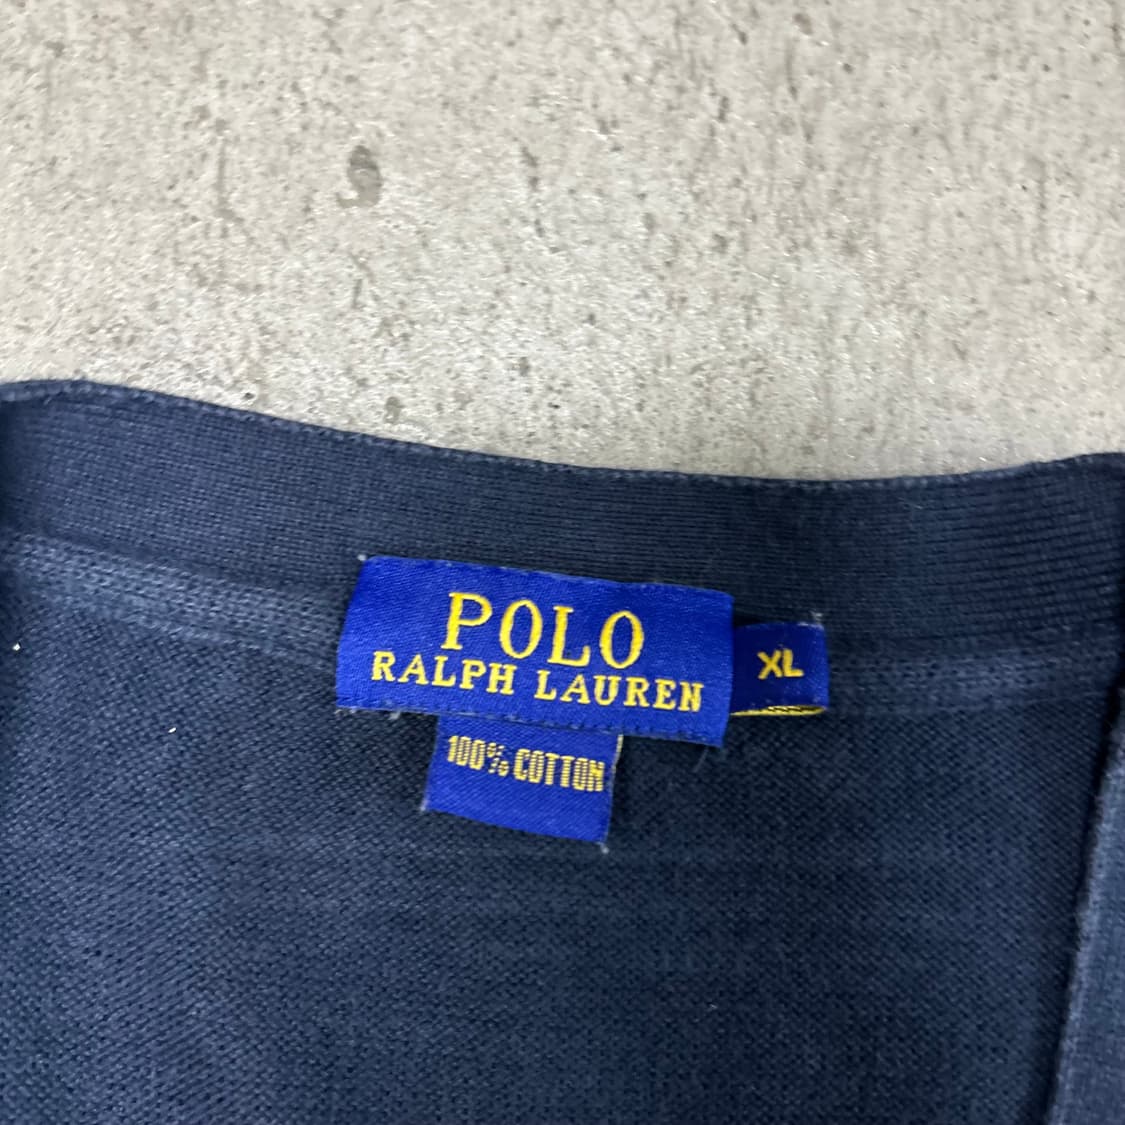 POLO
RALPH LAUREN
XL
100% COTTON